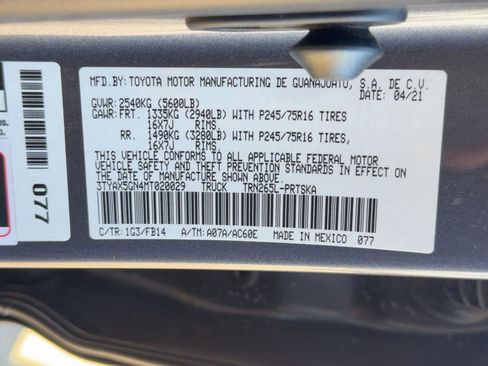 MFD.BY: TOYOTA MOTOR MANUFACTURING DE GUANAJUATO, S.A. DE C.V.
DATE: 04/21
GVWR: 2540KG (5600LB)
GAWR: FRT. 1335KG (2940LB) WITH P245/75R16 TIRES
16X7J RIMS,
RR. 1490KG (3280LB) WITH P245/75R16 TIRES,
16X7J RIMS.
THIS VEHICLE CONFORMS TO ALL APPLICABLE FEDERAL MOTOR
VEHICLE SAFETY AND THEFT PREVENTION STANDARDS IN EFFECT ON
THE DATE OF MANUFACTURE SHOWN ABOVE
3TYAX5GN4MT020029 TRUCK TRN265L-PRTSKA
C/TR: 1G3/FB14 A/TM: A07A/AC60E MADE IN MEXICO 077
077